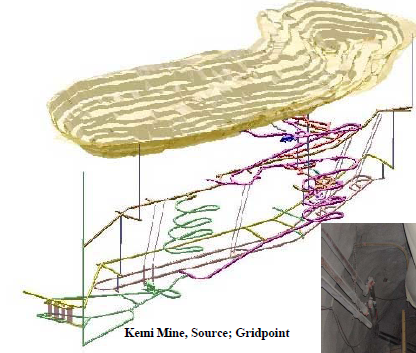 Kemi Mine, Source; Gridpoint